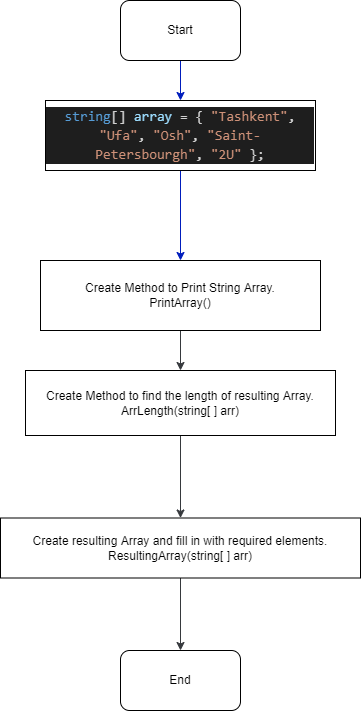 Start
string[] array = { "Tashkent",
"Ufa", "Osh", "Saint-
Petersbourgh", "2U" };
Create Method to Print String Array.
PrintArray()
Create Method to find the length of resulting Array.
ArrLength(string[ ] arr)
Create resulting Array and fill in with required elements.
ResultingArray(string[ ] arr)
End